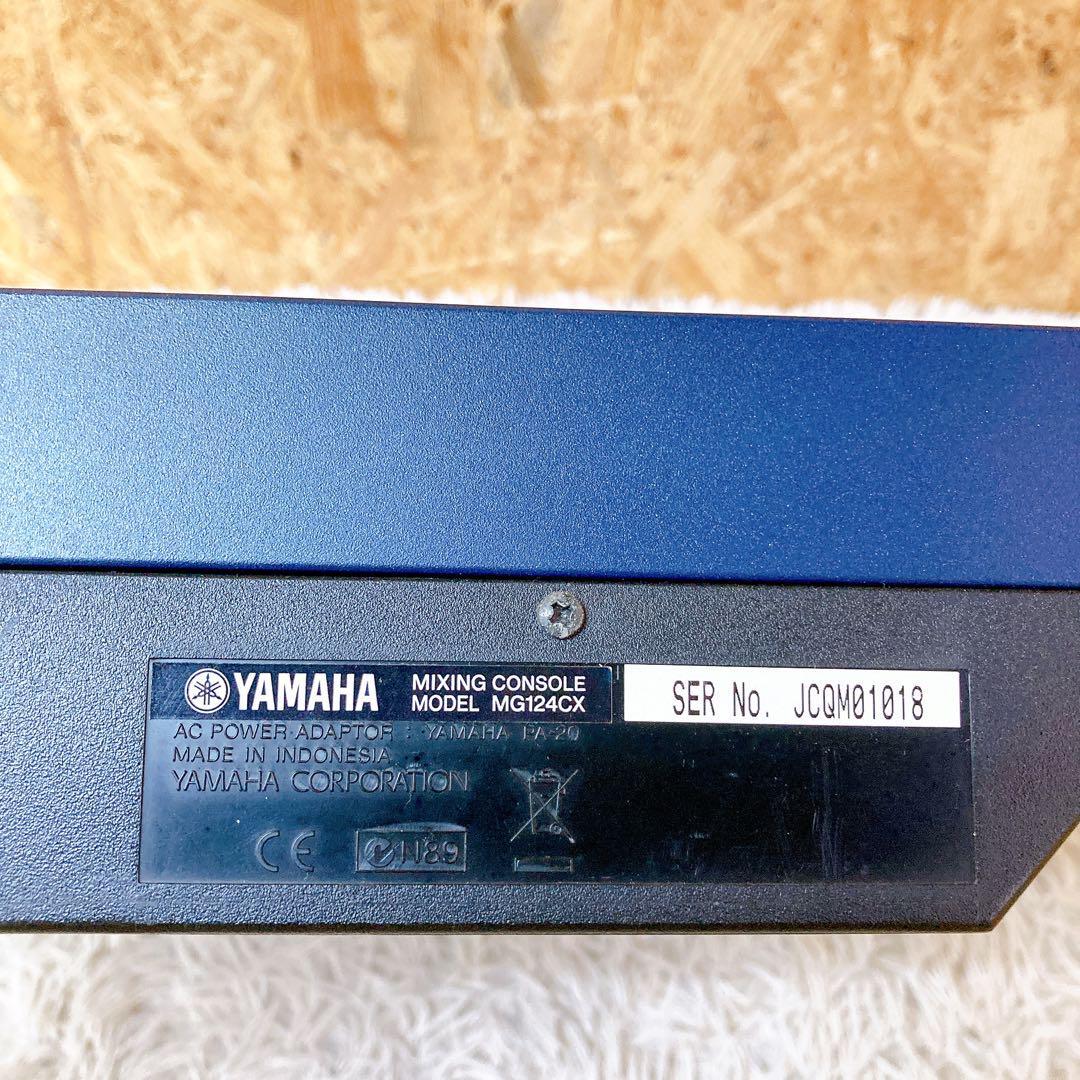 YAMAHA
MIXING CONSOLE
MODEL MG124CX
SER No. JCQM01018
AC POWER ADAPTOR : YAMAHA PA-20
MADE IN INDONESIA
YAMAHA CORPORATION
CE
N89